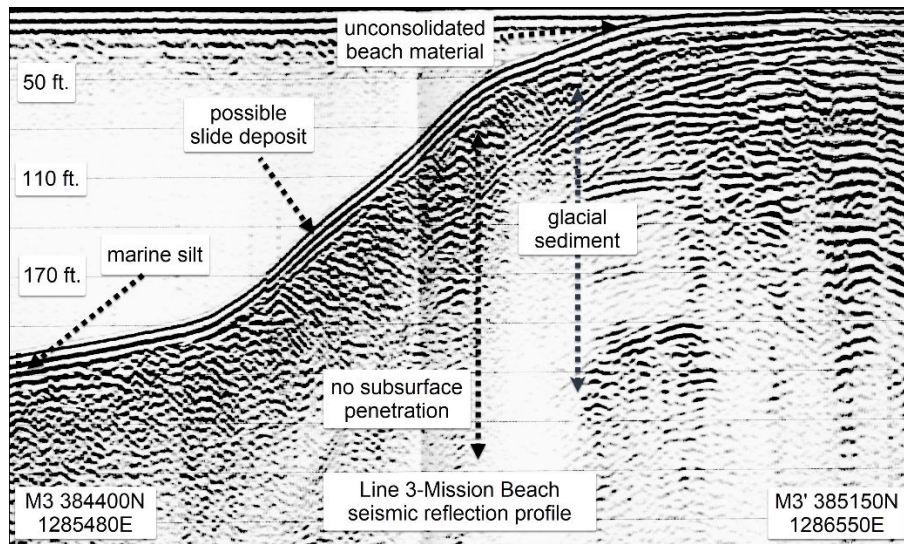 unconsolidated
beach material
50 ft.
possible
slide deposit
110 ft.
glacial
sediment
marine silt
170 ft.
no subsurface
penetration
Line 3-Mission Beach
seismic reflection profile
M3 384400N
1285480E
M3' 385150N
1286550E